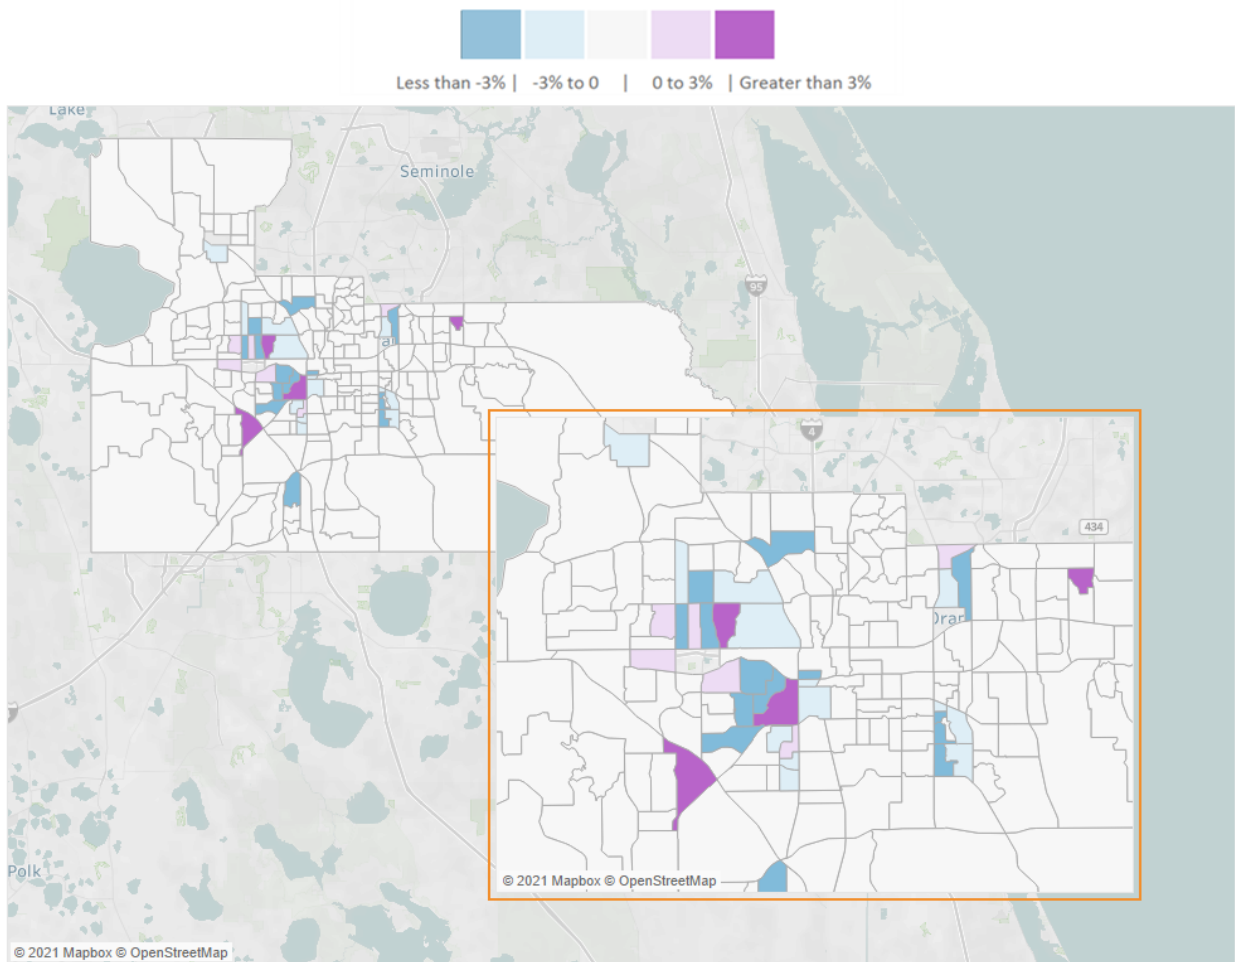 Less than -3% | -3% to 0 | 0 to 3% | Greater than 3%
Lake
Seminole
95
4
434
Orar
© 2021 Mapbox © OpenStreetMap
Polk
© 2021 Mapbox © OpenStreetMap